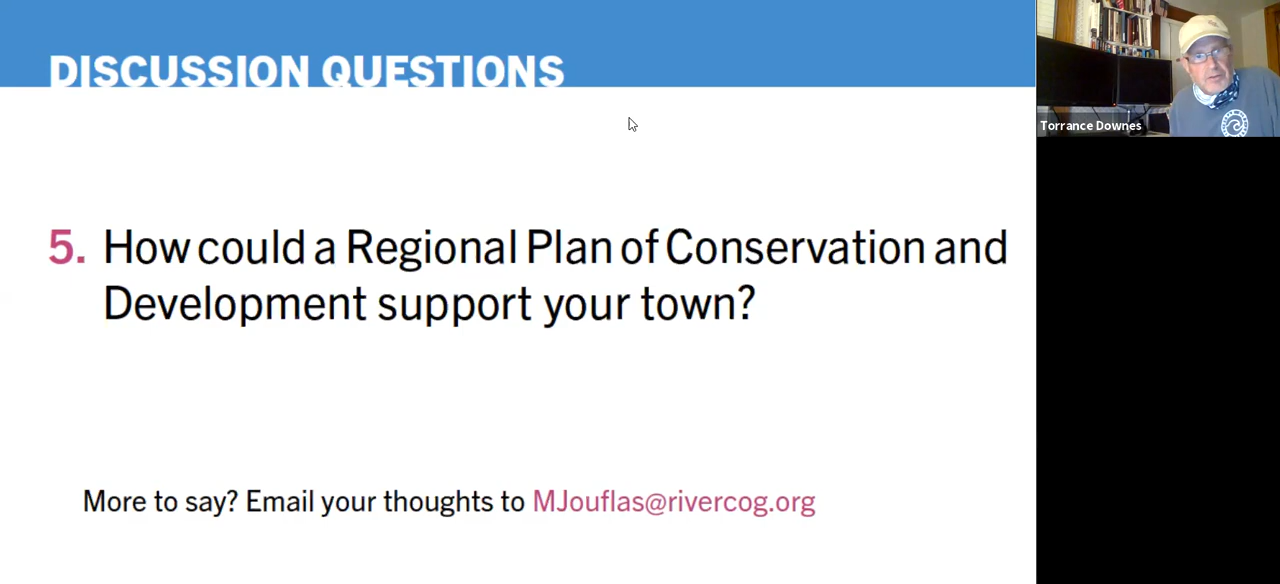 DISCUSSION QUESTIONS
Torrance Downes
5. How could a Regional Plan of Conservation and
Development support your town?
More to say? Email your thoughts to MJouflas@rivercog.org